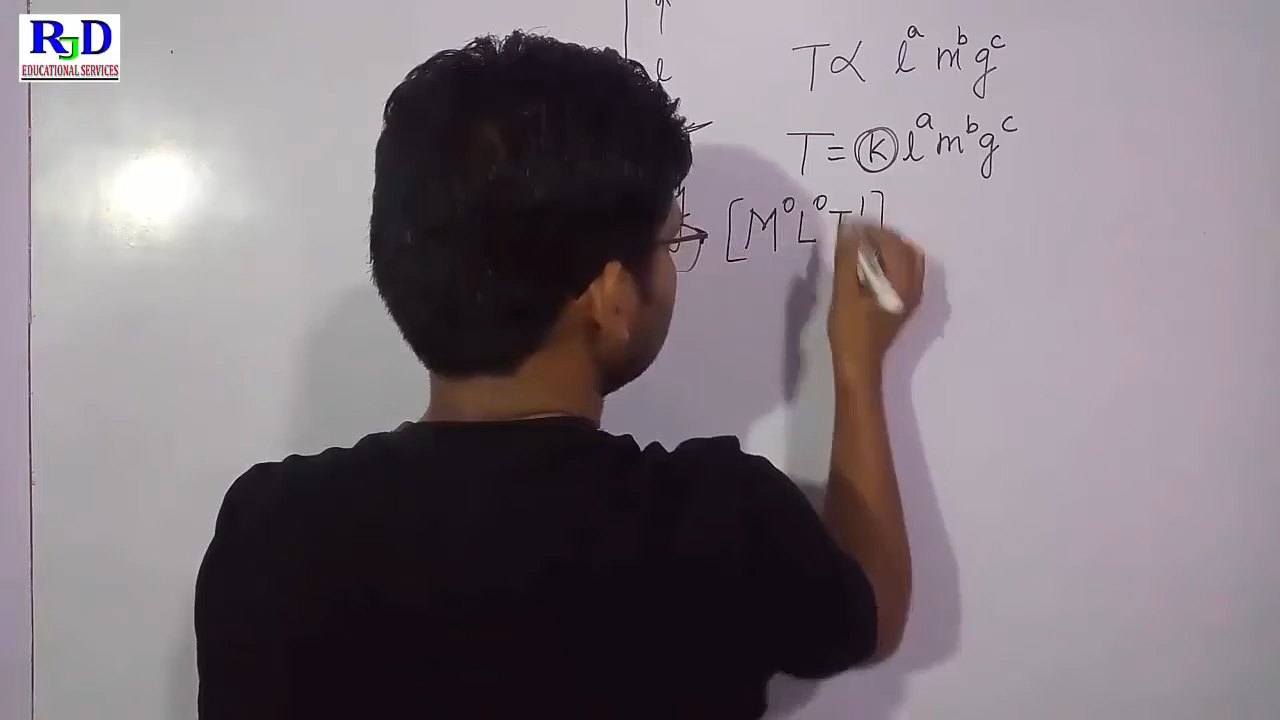 RJD
EDUCATIONAL SERVICES
l
T ∝ l^a m^b g^c
T = k l^a m^b g^c
[M^0 L^0 T^1]